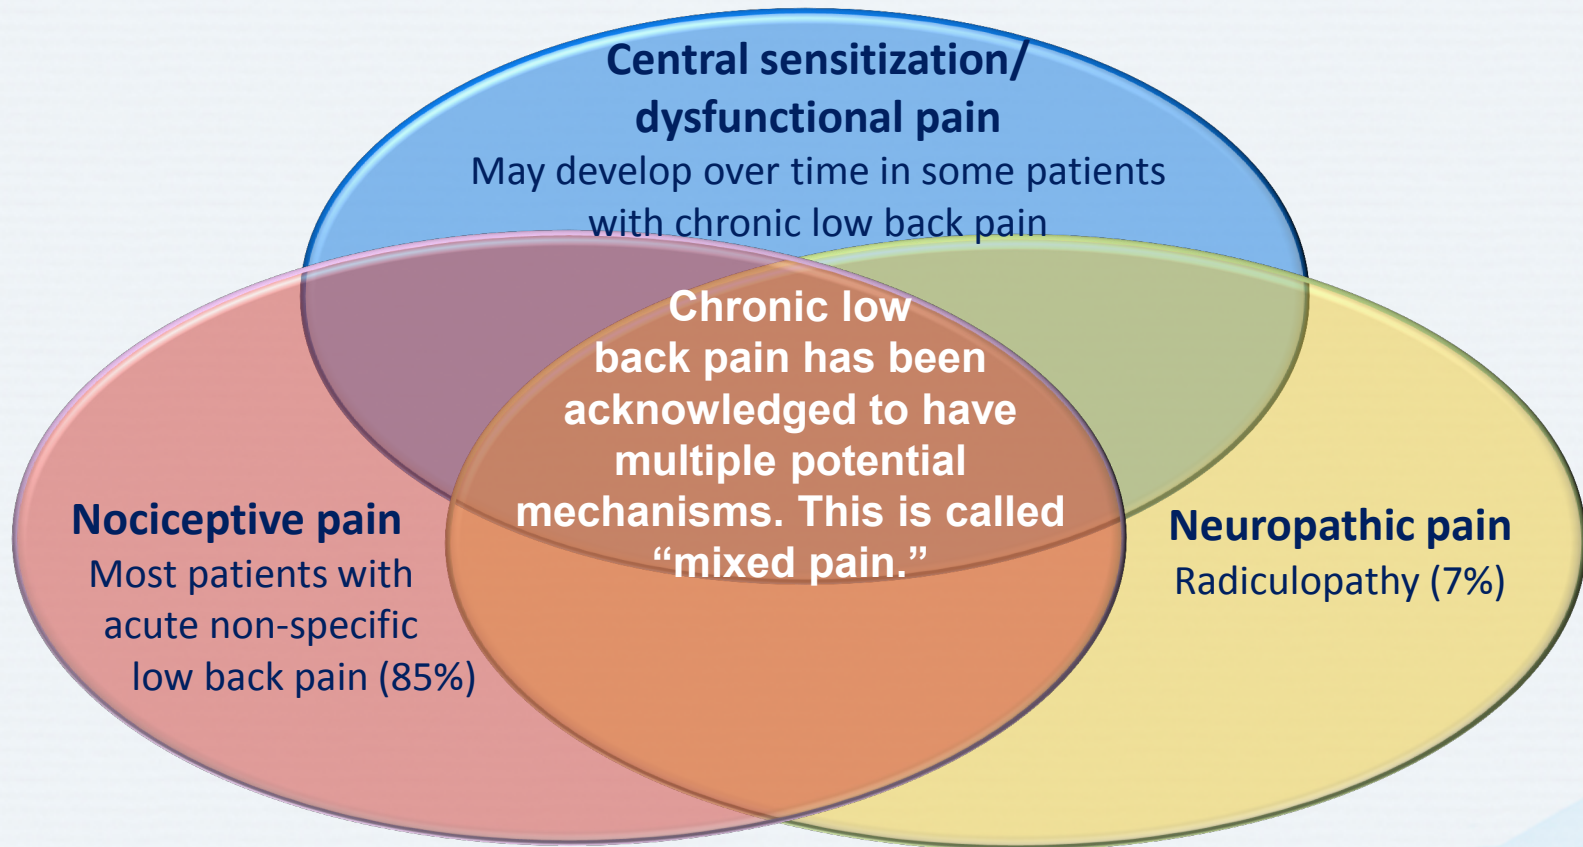 Central sensitization/
dysfunctional pain
May develop over time in some patients
with chronic low back pain
Chronic low
back pain has been
acknowledged to have
multiple potential
mechanisms. This is called
“mixed pain.”
Nociceptive pain
Most patients with
acute non-specific
low back pain (85%)
Neuropathic pain
Radiculopathy (7%)